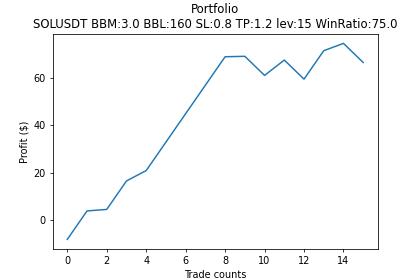 Portfolio
SOLUSDT BBM:3.0 BBL:160 SL:0.8 TP:1.2 lev:15 WinRatio:75.0
60
40
20
0
Profit ($)
0 2 4 6 8 10 12 14
Trade counts